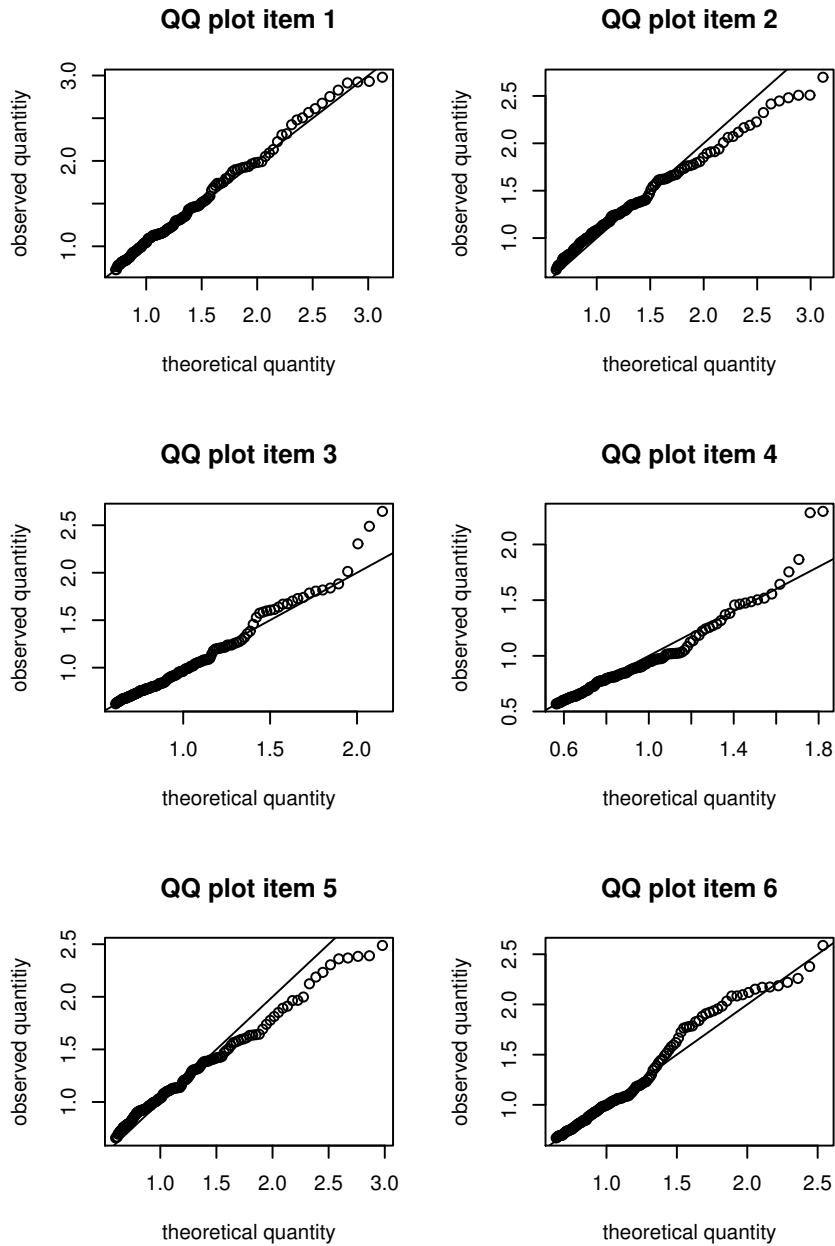 QQ plot item 1
observed quantitiy
3.0
2.0
1.0
1.0 1.5 2.0 2.5 3.0
theoretical quantity
QQ plot item 2
observed quantitiy
2.5
2.0
1.5
1.0
1.0 1.5 2.0 2.5 3.0
theoretical quantity
QQ plot item 3
observed quantitiy
2.5
2.0
1.5
1.0
1.0 1.5 2.0
theoretical quantity
QQ plot item 4
observed quantitiy
2.0
1.5
1.0
0.5
0.6 1.0 1.4 1.8
theoretical quantity
QQ plot item 5
observed quantitiy
2.5
2.0
1.5
1.0
1.0 1.5 2.0 2.5 3.0
theoretical quantity
QQ plot item 6
observed quantitiy
2.5
2.0
1.5
1.0
1.0 1.5 2.0 2.5
theoretical quantity